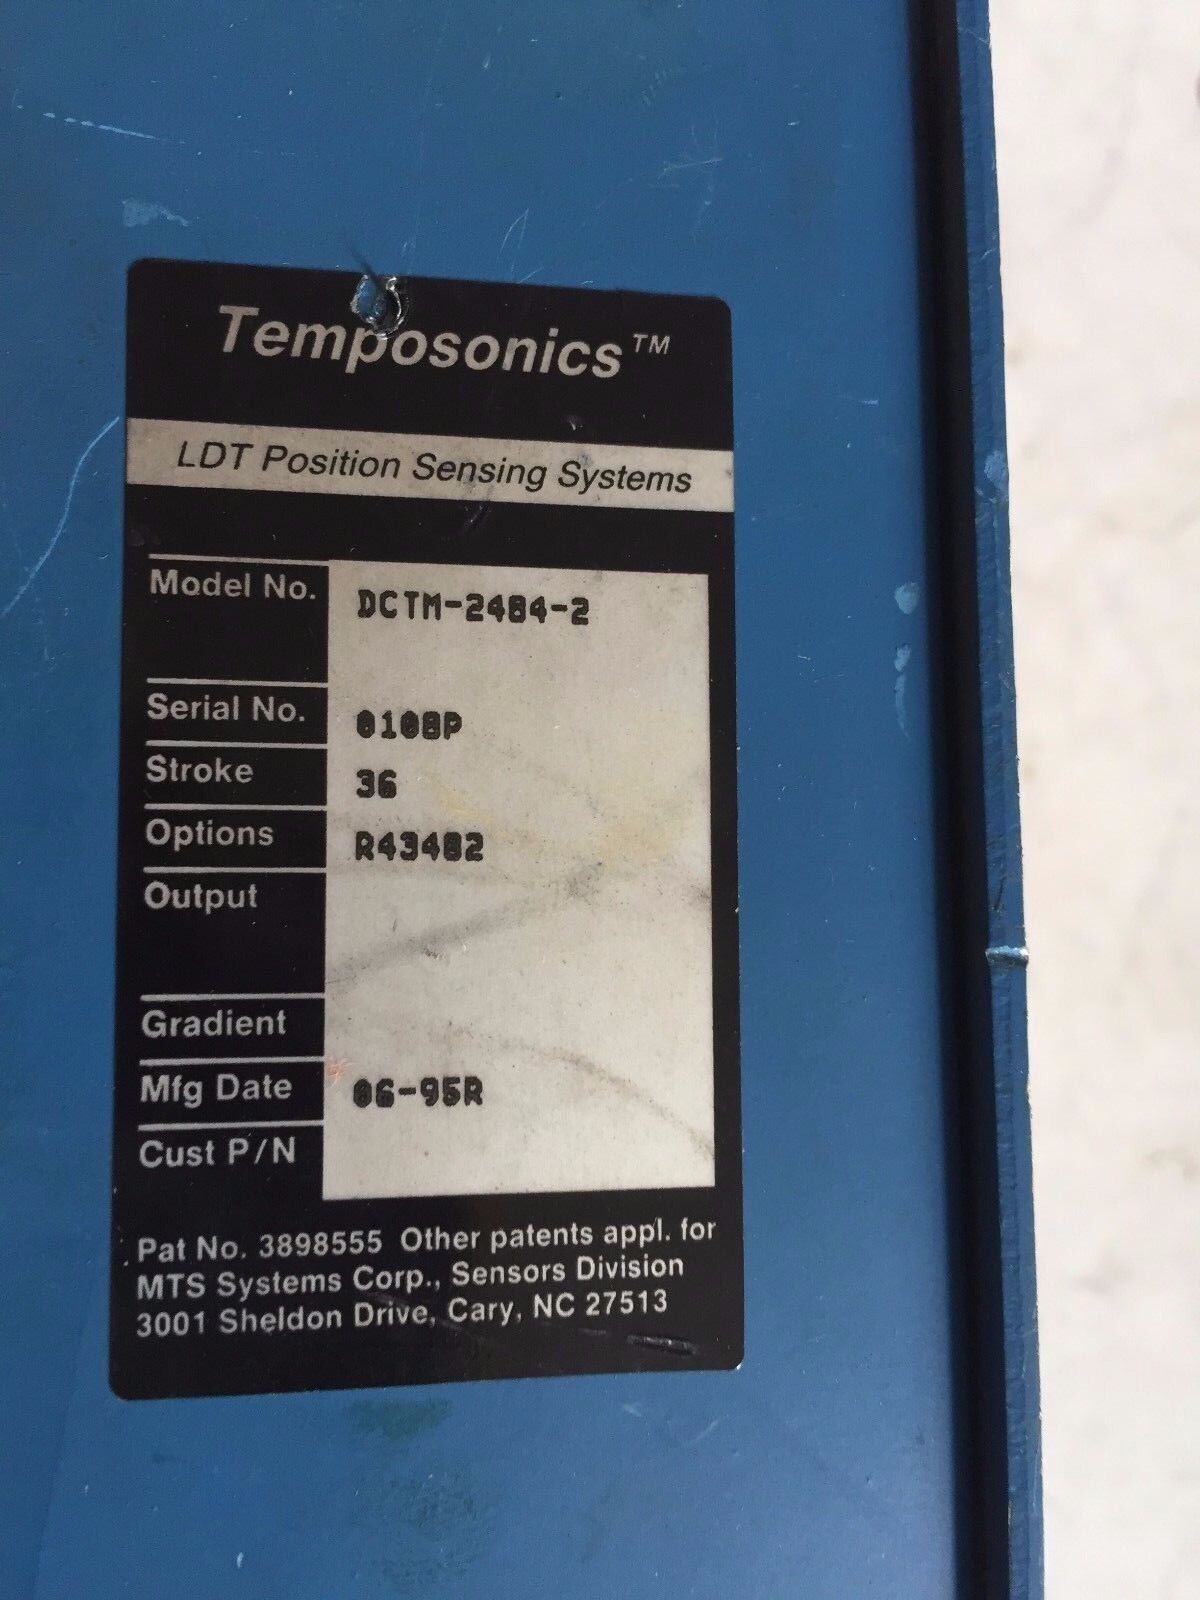 Temposonics™
LDT Position Sensing Systems
Model No. DCTM-2484-2
Serial No. 0108P
Stroke 36
Options R43402
Output
Gradient
Mfg Date 06-95R
Cust P/N
Pat No. 3898555 Other patents appl. for
MTS Systems Corp., Sensors Division
3001 Sheldon Drive, Cary, NC 27513